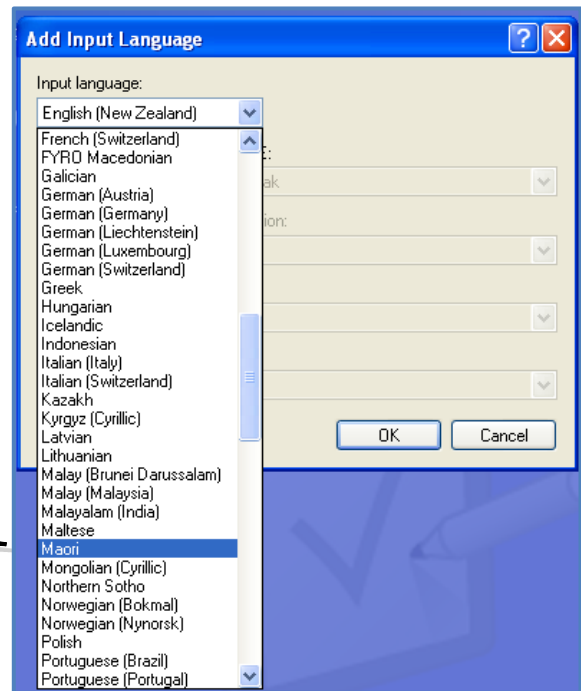 Add Input Language
Input language:
English (New Zealand)
French (Switzerland)
FYRO Macedonian
Galician
German (Austria)
German (Germany)
German (Liechtenstein)
German (Luxembourg)
German (Switzerland)
Greek
Hungarian
Icelandic
Indonesian
Italian (Italy)
Italian (Switzerland)
Kazakh
Kyrgyz (Cyrillic)
Latvian
Lithuanian
Malay (Brunei Darussalam)
Malay (Malaysia)
Malayalam (India)
Maltese
Maori
Mongolian (Cyrillic)
Northern Sotho
Norwegian (Bokmal)
Norwegian (Nynorsk)
Polish
Portuguese (Brazil)
Portuguese (Portugal)
OK Cancel